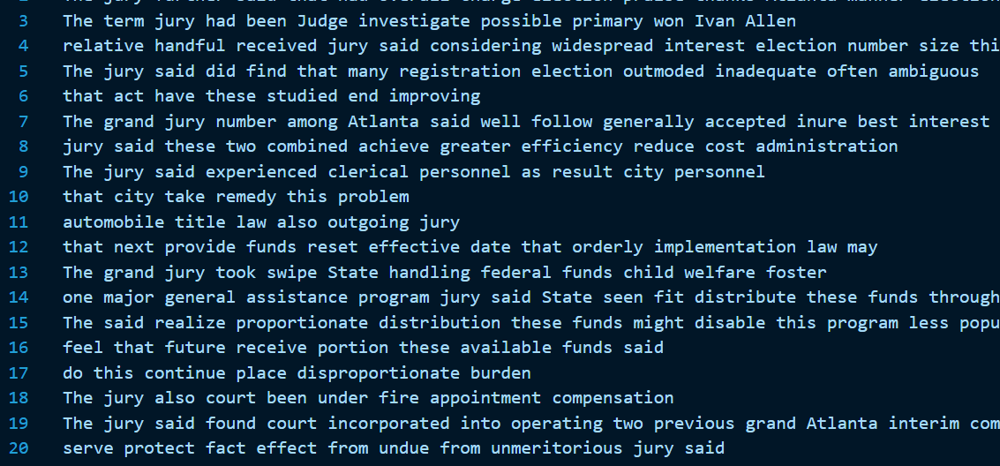 3 The term jury had been Judge investigate possible primary won Ivan Allen
4 relative handful received jury said considering widespread interest election number size thi
5 The jury said did find that many registration election outmoded inadequate often ambiguous
6 that act have these studied end improving
7 The grand jury number among Atlanta said well follow generally accepted inure best interest
8 jury said these two combined achieve greater efficiency reduce cost administration
9 The jury said experienced clerical personnel as result city personnel
10 that city take remedy this problem
11 automobile title law also outgoing jury
12 that next provide funds reset effective date that orderly implementation law may
13 The grand jury took swipe State handling federal funds child welfare foster
14 one major general assistance program jury said State seen fit distribute these funds through
15 The said realize proportionate distribution these funds might disable this program less popu
16 feel that future receive portion these available funds said
17 do this continue place disproportionate burden
18 The jury also court been under fire appointment compensation
19 The jury said found court incorporated into operating two previous grand Atlanta interim com
20 serve protect fact effect from undue from unmeritorious jury said